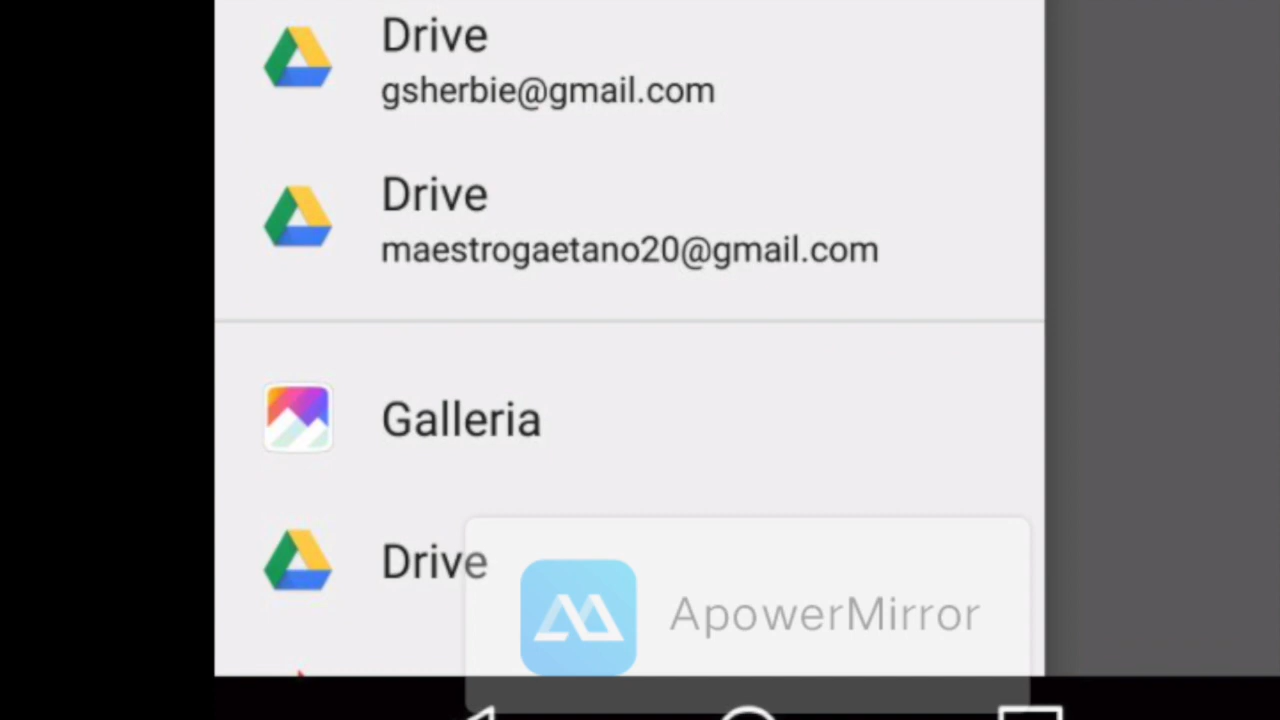 Drive
gsherbie@gmail.com
Drive
maestrogaetano20@gmail.com
Galleria
Drive
ApowerMirror